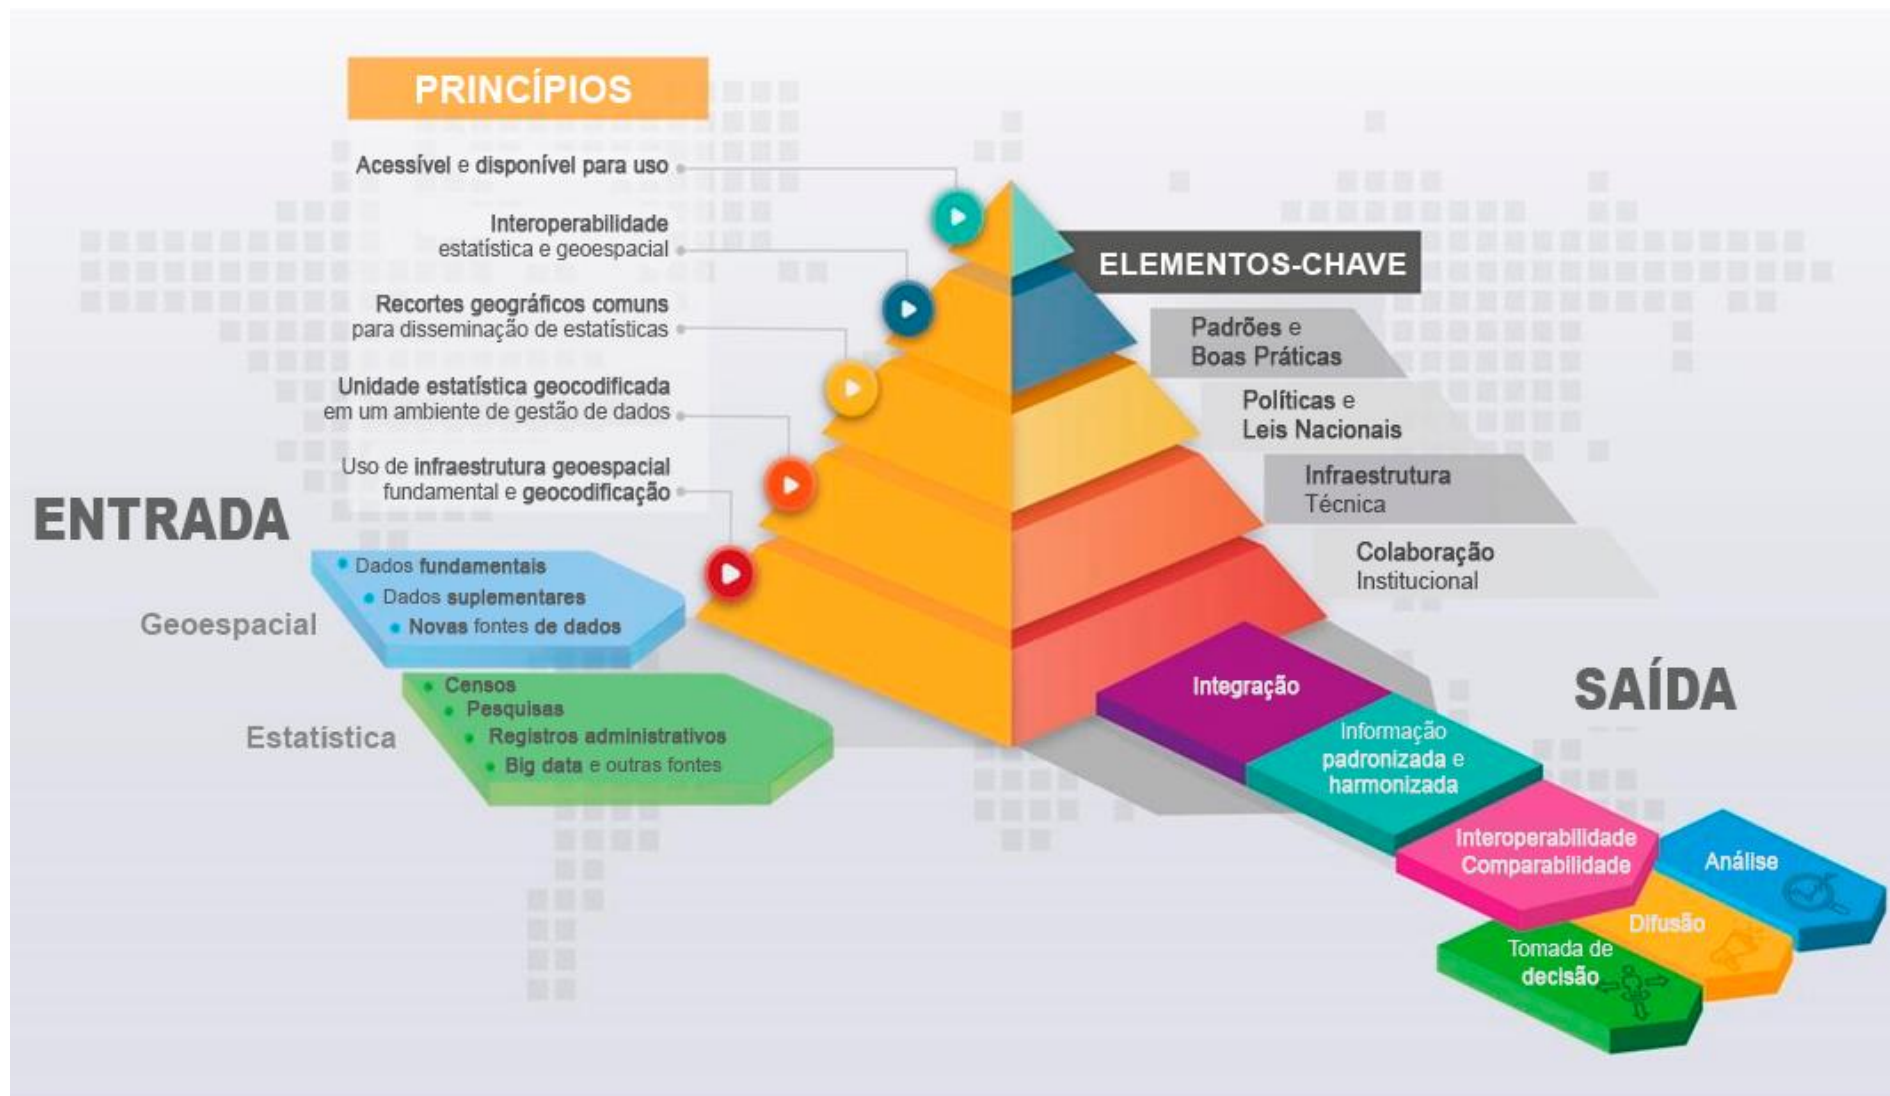 PRINCÍPIOS
Acessível e disponível para uso
Interoperabilidade
estatística e geoespacial
Recortes geográficos comuns
para disseminação de estatísticas
Unidade estatística geocodificada
em um ambiente de gestão de dados
Uso de infraestrutura geoespacial
fundamental e geocodificação
ELEMENTOS-CHAVE
Padrões e
Boas Práticas
Políticas e
Leis Nacionais
Infraestrutura
Técnica
Colaboração
Institucional
ENTRADA
Geoespacial
Dados fundamentais
Dados suplementares
Novas fontes de dados
Estatística
Censos
Pesquisas
Registros administrativos
Big data e outras fontes
SAÍDA
Integração
Informação
padronizada e
harmonizada
Interoperabilidade
Comparabilidade
Análise
Difusão
Tomada de
decisão